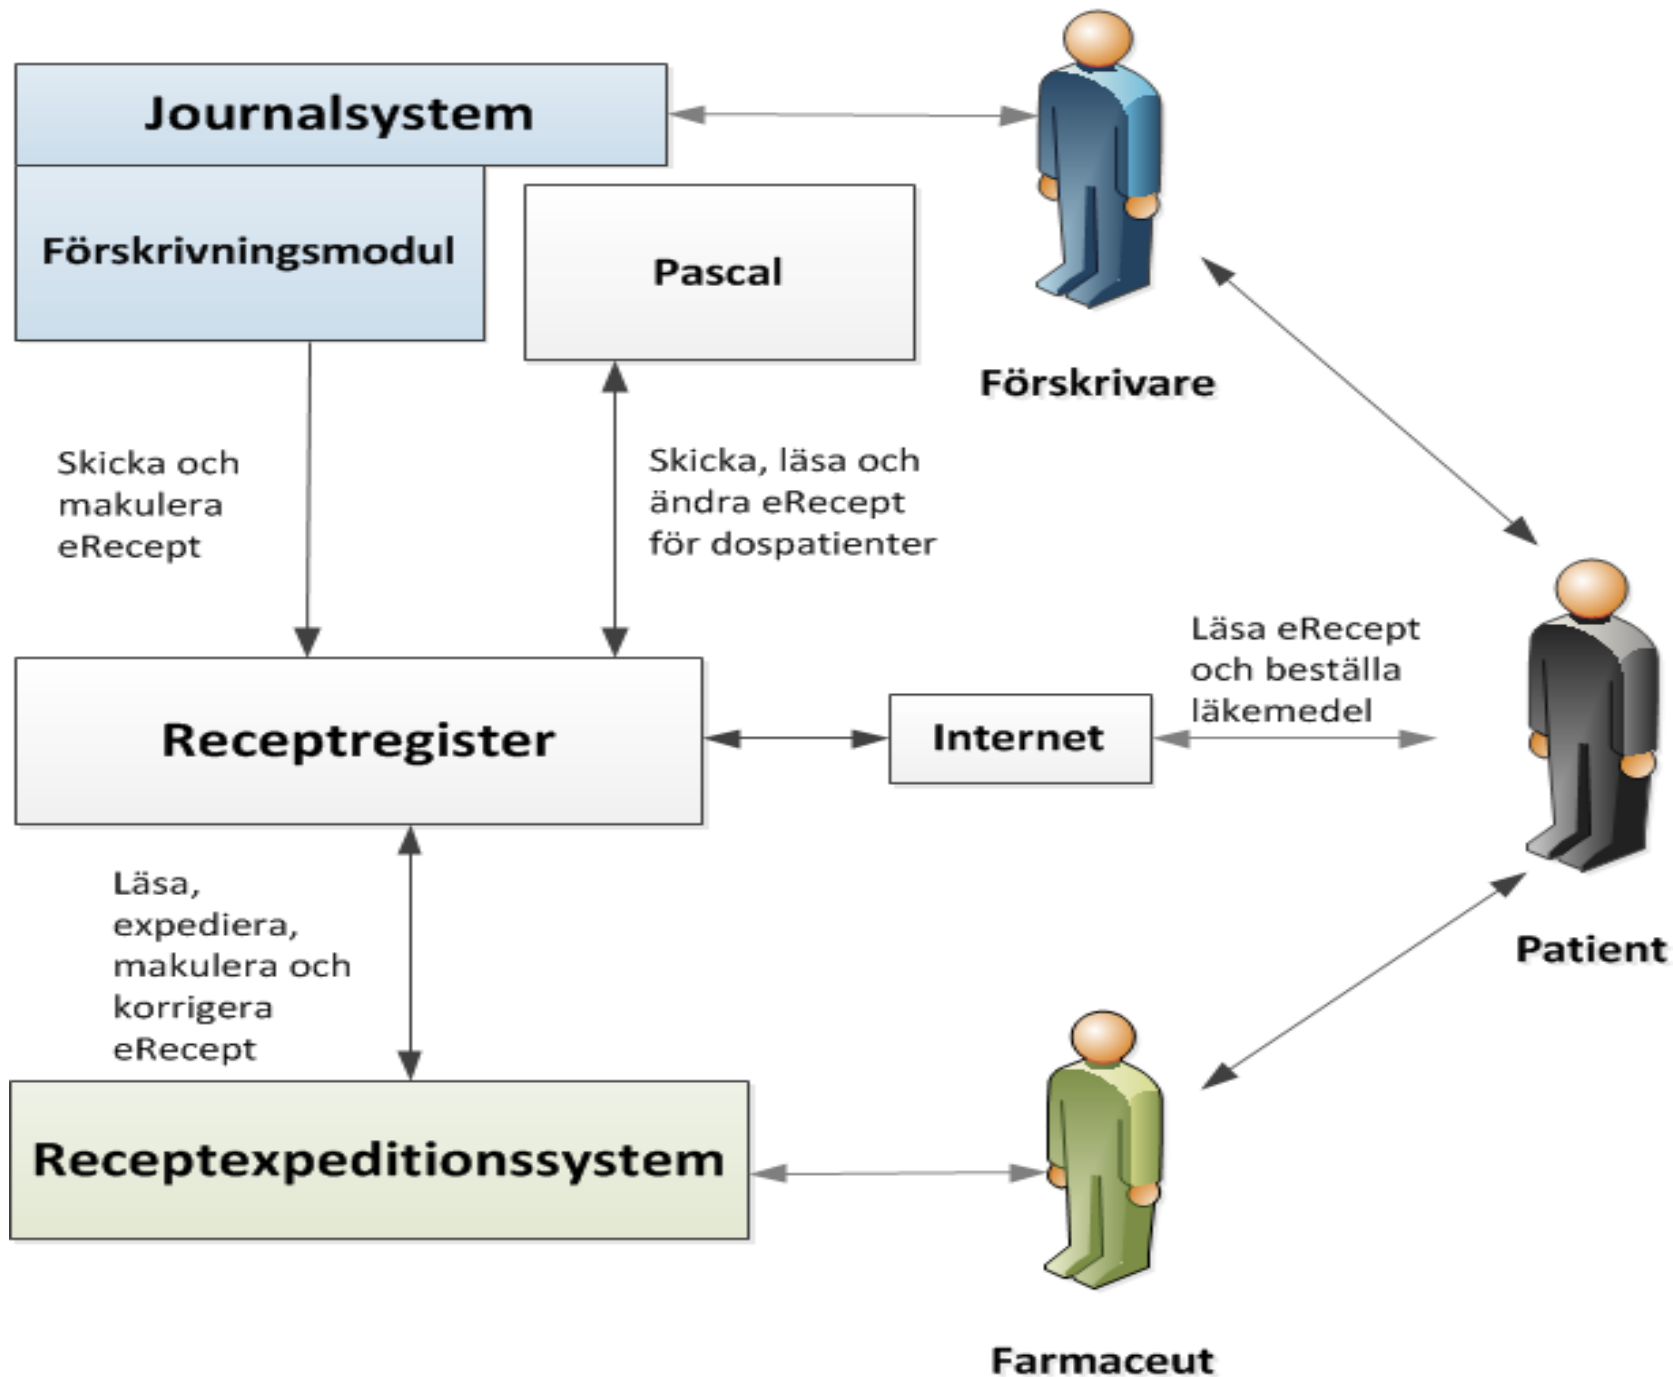 Journalsystem
Förskrivningsmodul
Pascal
Förskrivare
Skicka och
makulera
eRecept
Skicka, läsa och
ändra eRecept
för dospatienter
Läsa eRecept
och beställa
läkemedel
Receptregister
Internet
Patient
Läsa,
expediera,
makulera och
korrigera
eRecept
Receptexpeditionssystem
Farmaceut